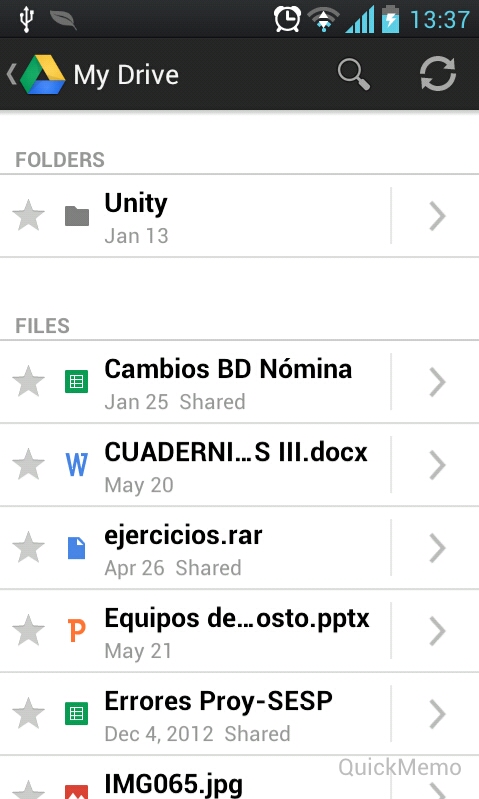 13:37
My Drive
FOLDERS
Unity
Jan 13
FILES
Cambios BD Nómina
Jan 25 Shared
CUADERNI...S III.docx
May 20
ejercicios.rar
Apr 26 Shared
Equipos de...osto.pptx
May 21
Errores Proy-SESP
Dec 4, 2012 Shared
QuickMemo
IMG065.jpg